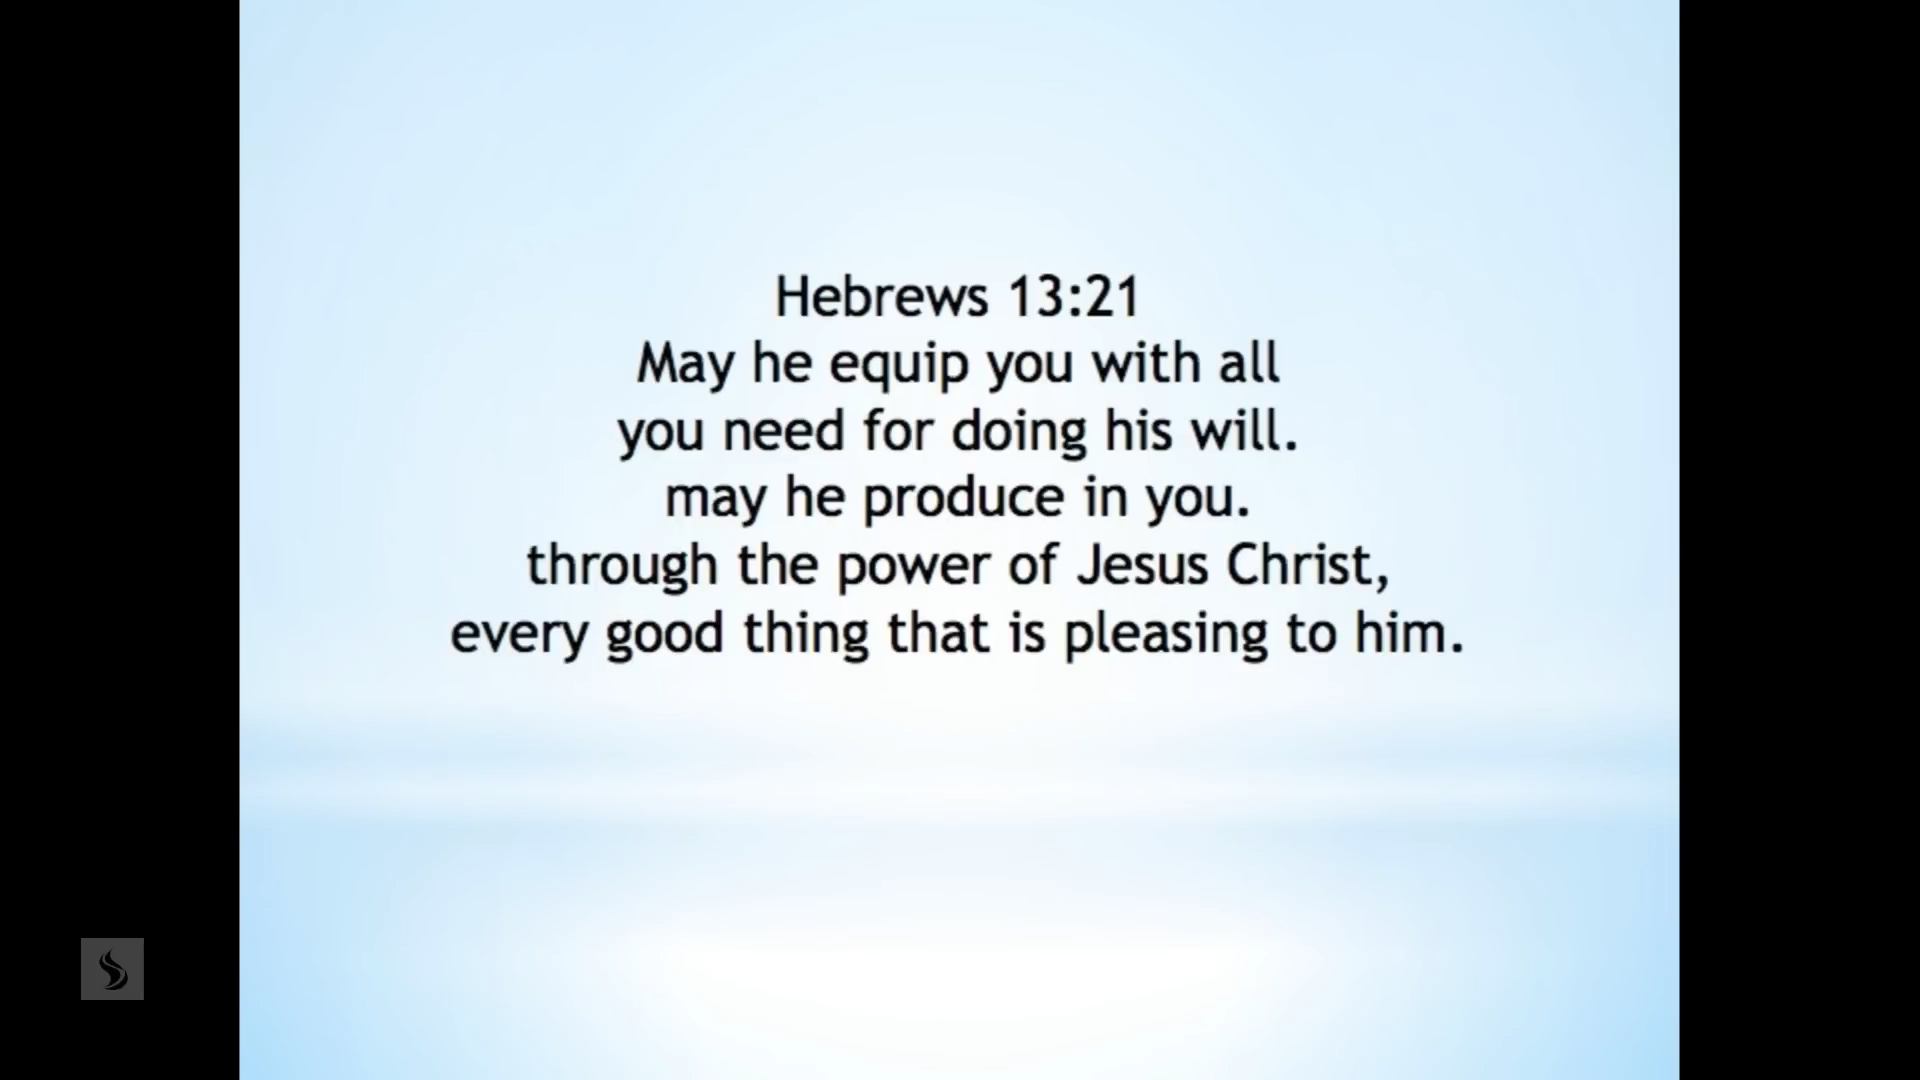 Hebrews 13:21
May he equip you with all
you need for doing his will.
may he produce in you.
through the power of Jesus Christ,
every good thing that is pleasing to him.